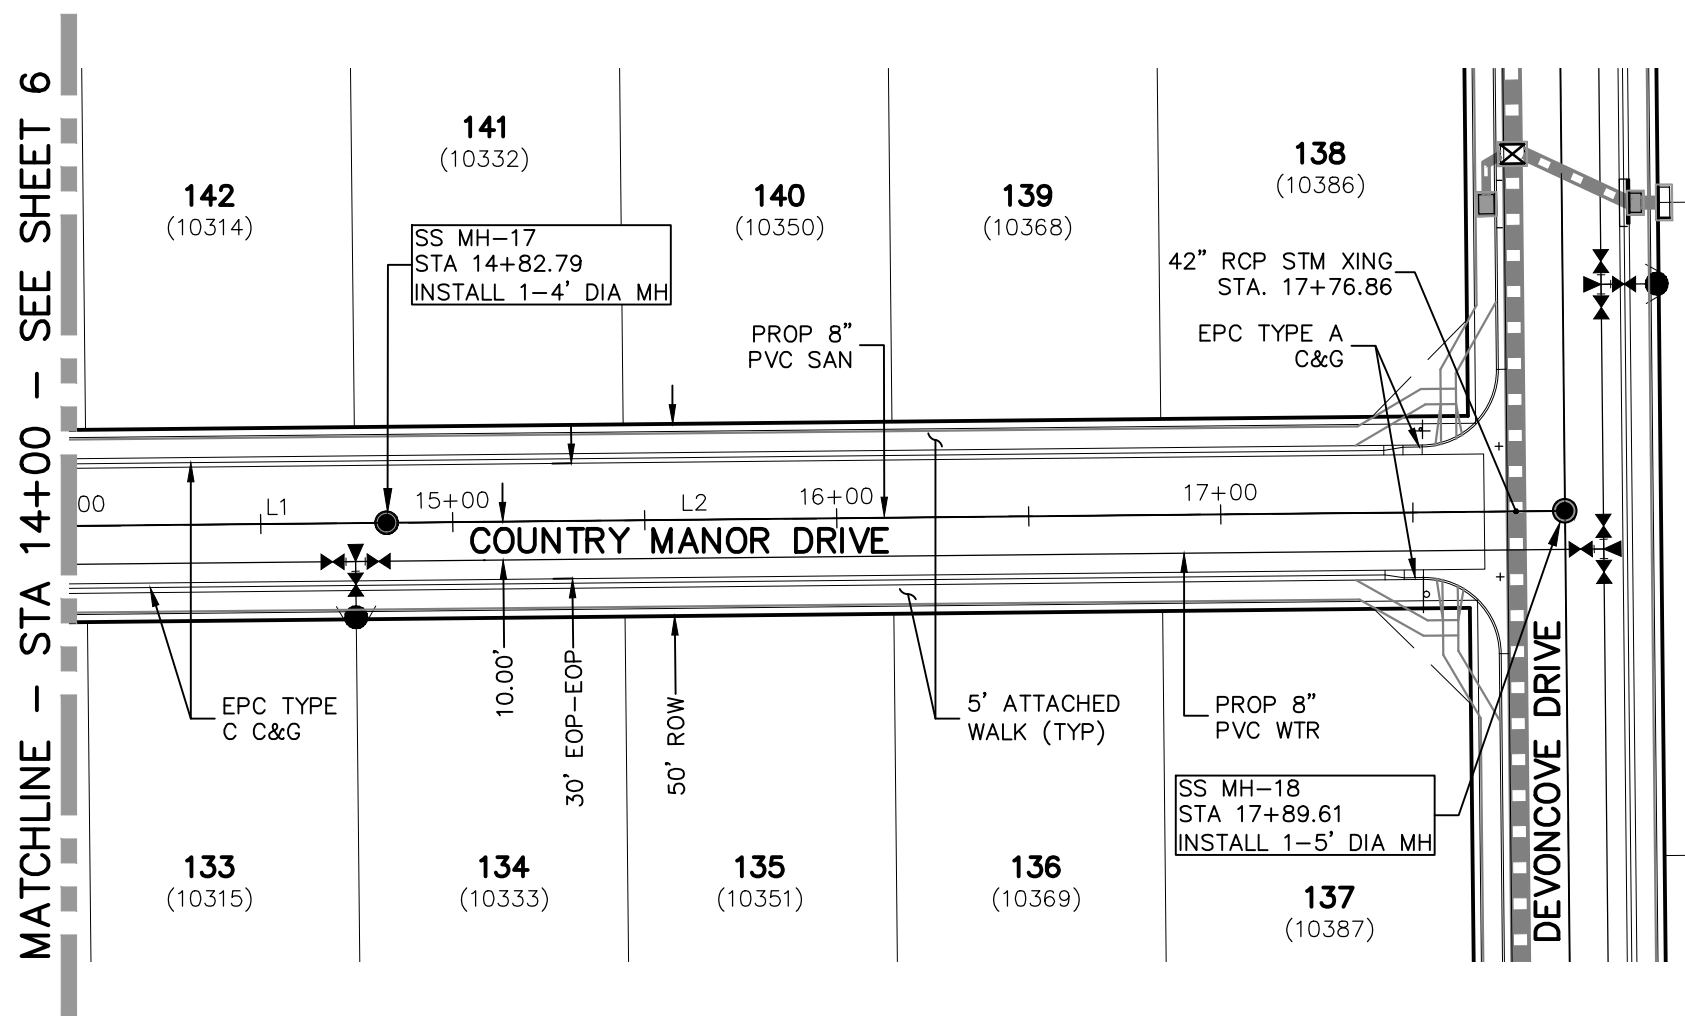 MATCHLINE – STA 14+00 – SEE SHEET 6
141
(10332)
142
(10314)
140
(10350)
139
(10368)
138
(10386)
SS MH–17
STA 14+82.79
INSTALL 1–4' DIA MH
42" RCP STM XING
STA. 17+76.86
PROP 8"
PVC SAN
EPC TYPE A
C&G
00
L1
15+00
L2
16+00
17+00
COUNTRY MANOR DRIVE
10.00'
30' EOP–EOP
50' ROW
EPC TYPE
C C&G
5' ATTACHED
WALK (TYP)
PROP 8"
PVC WTR
SS MH–18
STA 17+89.61
INSTALL 1–5' DIA MH
DEVONCOVE DRIVE
133
(10315)
134
(10333)
135
(10351)
136
(10369)
137
(10387)